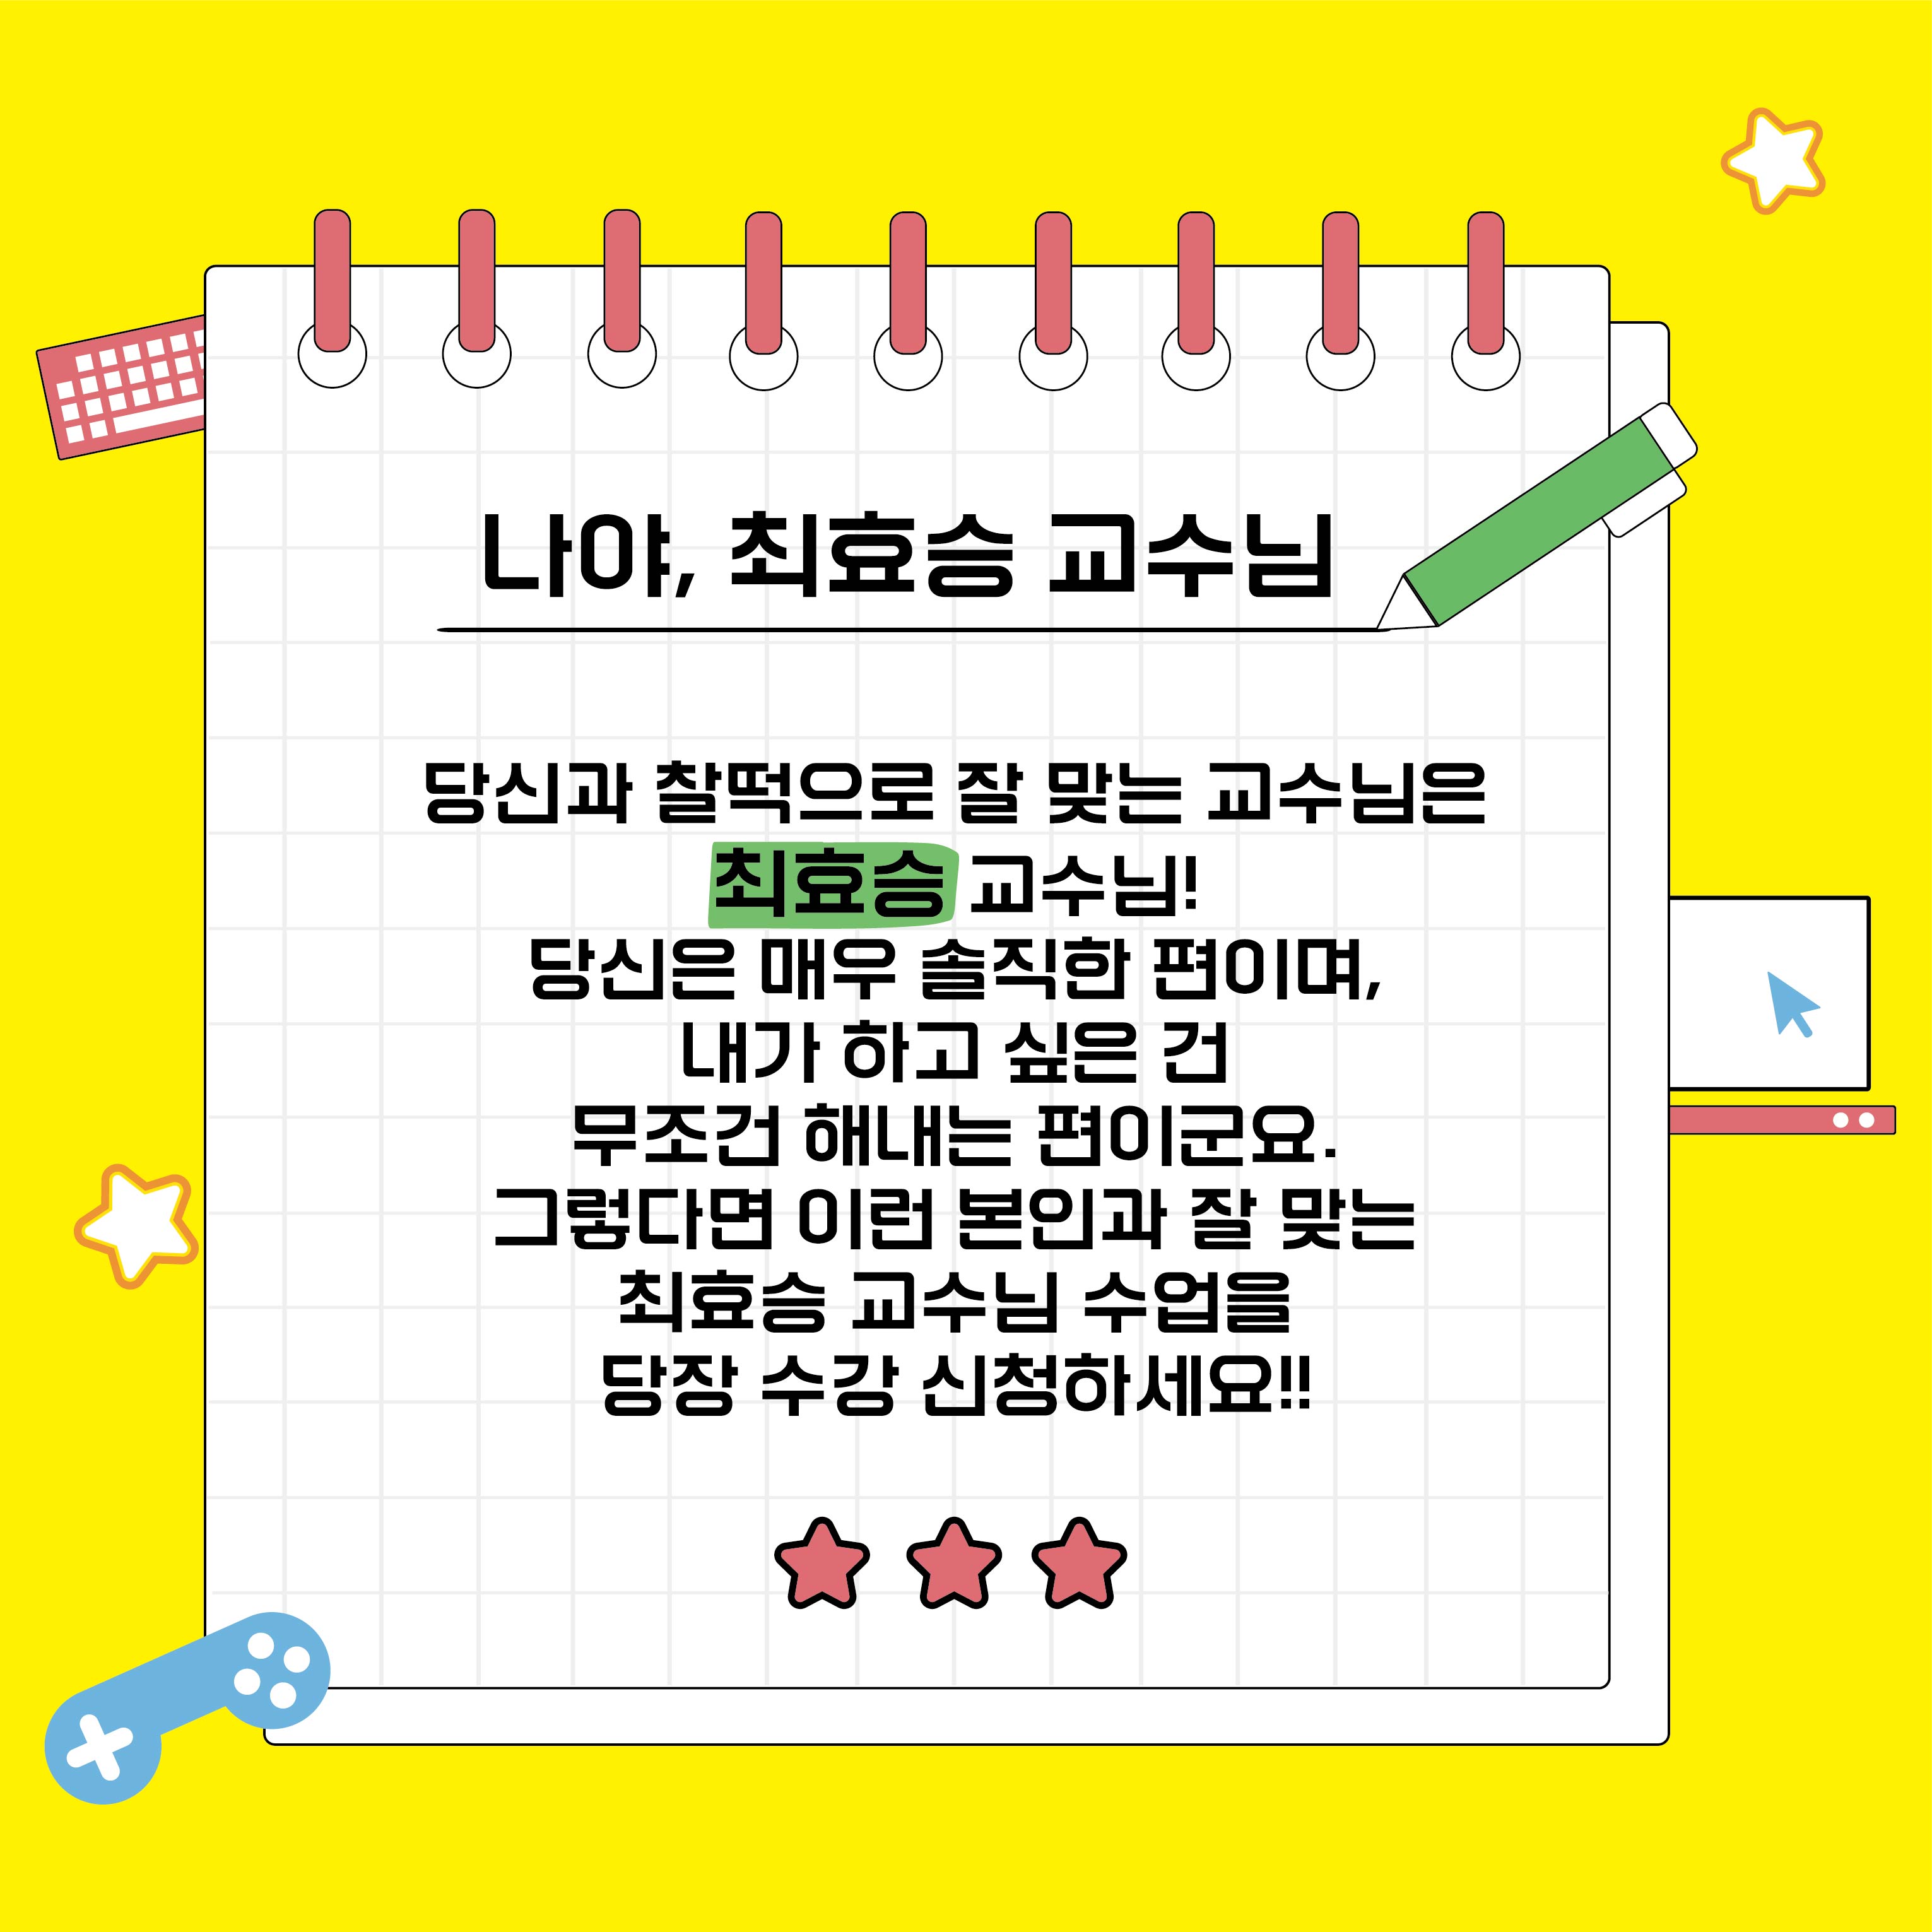 나야, 최효승 교수님
당신과 찰떡으로 잘 맞는 교수님은
최효승 교수님!
당신은 매우 솔직한 편이며,
내가 하고 싶은 건
무조건 해내는 편이군요.
그렇다면 이런 본인과 잘 맞는
최효승 교수님 수업을
당장 수강 신청하세요!!